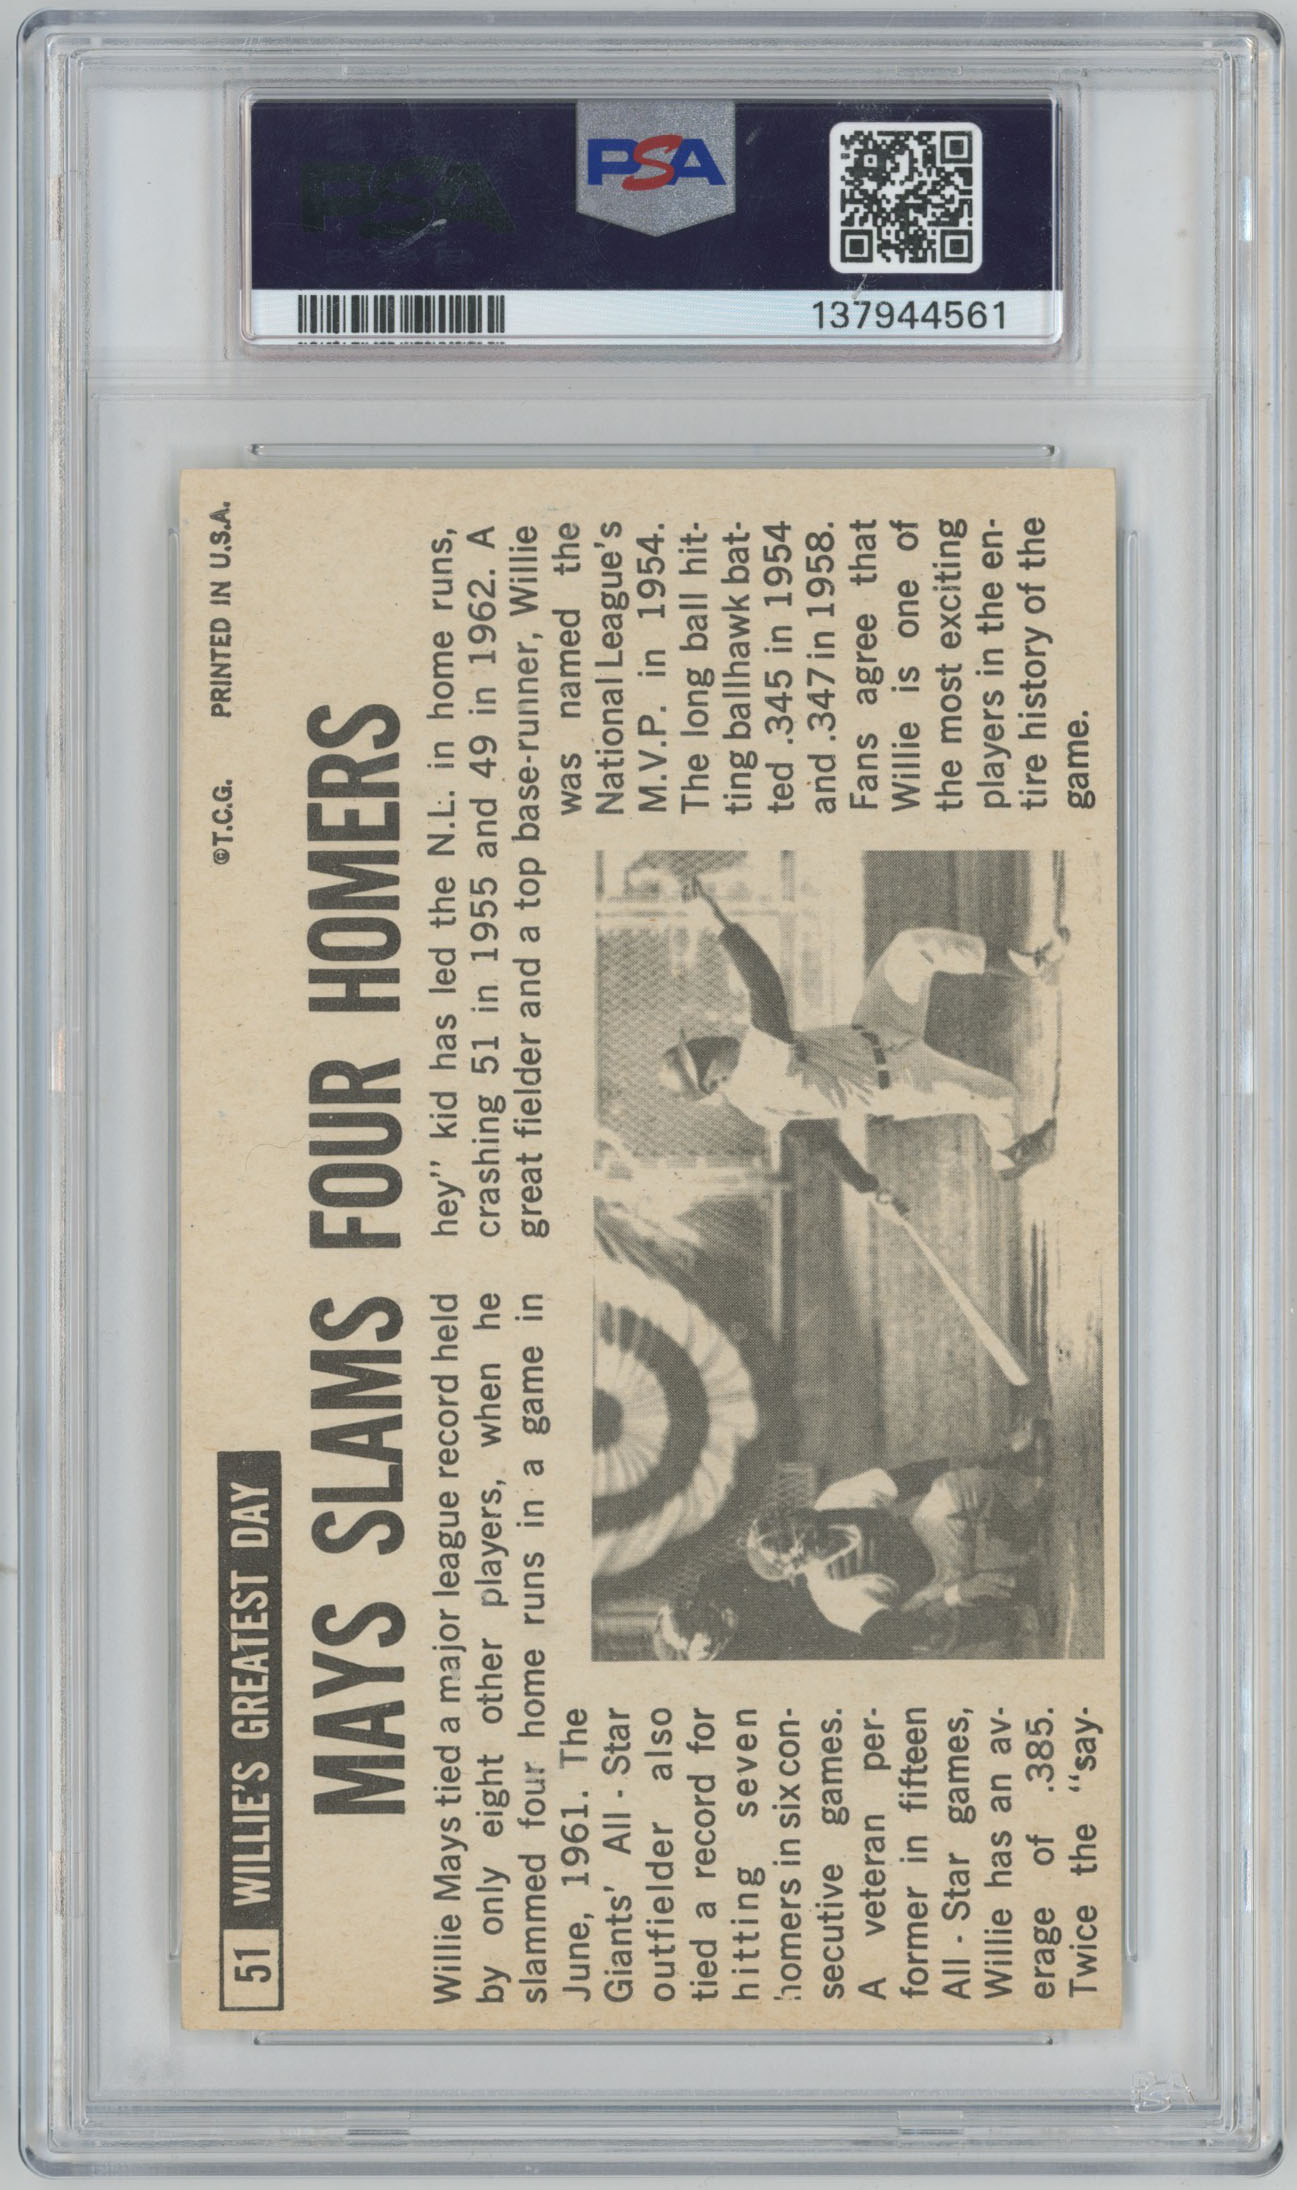 PSA
PSA
137944561
51 WILLIE'S GREATEST DAY
©T.C.G. PRINTED IN U.S.A.
MAYS SLAMS FOUR HOMERS
Willie Mays tied a major league record held
by only eight other players, when he
slammed four home runs in a game in
June, 1961. The
Giants' All - Star
outfielder also
tied a record for
hitting seven
homers in six con-
secutive games.
A veteran per-
former in fifteen
All - Star games,
Willie has an av-
erage of .385.
Twice the "say-
hey" kid has led the N.L. in home runs,
crashing 51 in 1955 and 49 in 1962. A
great fielder and a top base-runner, Willie
was named the
National League's
M.V.P. in 1954.
The long ball hit-
ting ballhawk bat-
ted .345 in 1954
and .347 in 1958.
Fans agree that
Willie is one of
the most exciting
players in the en-
tire history of the
game.
PSA